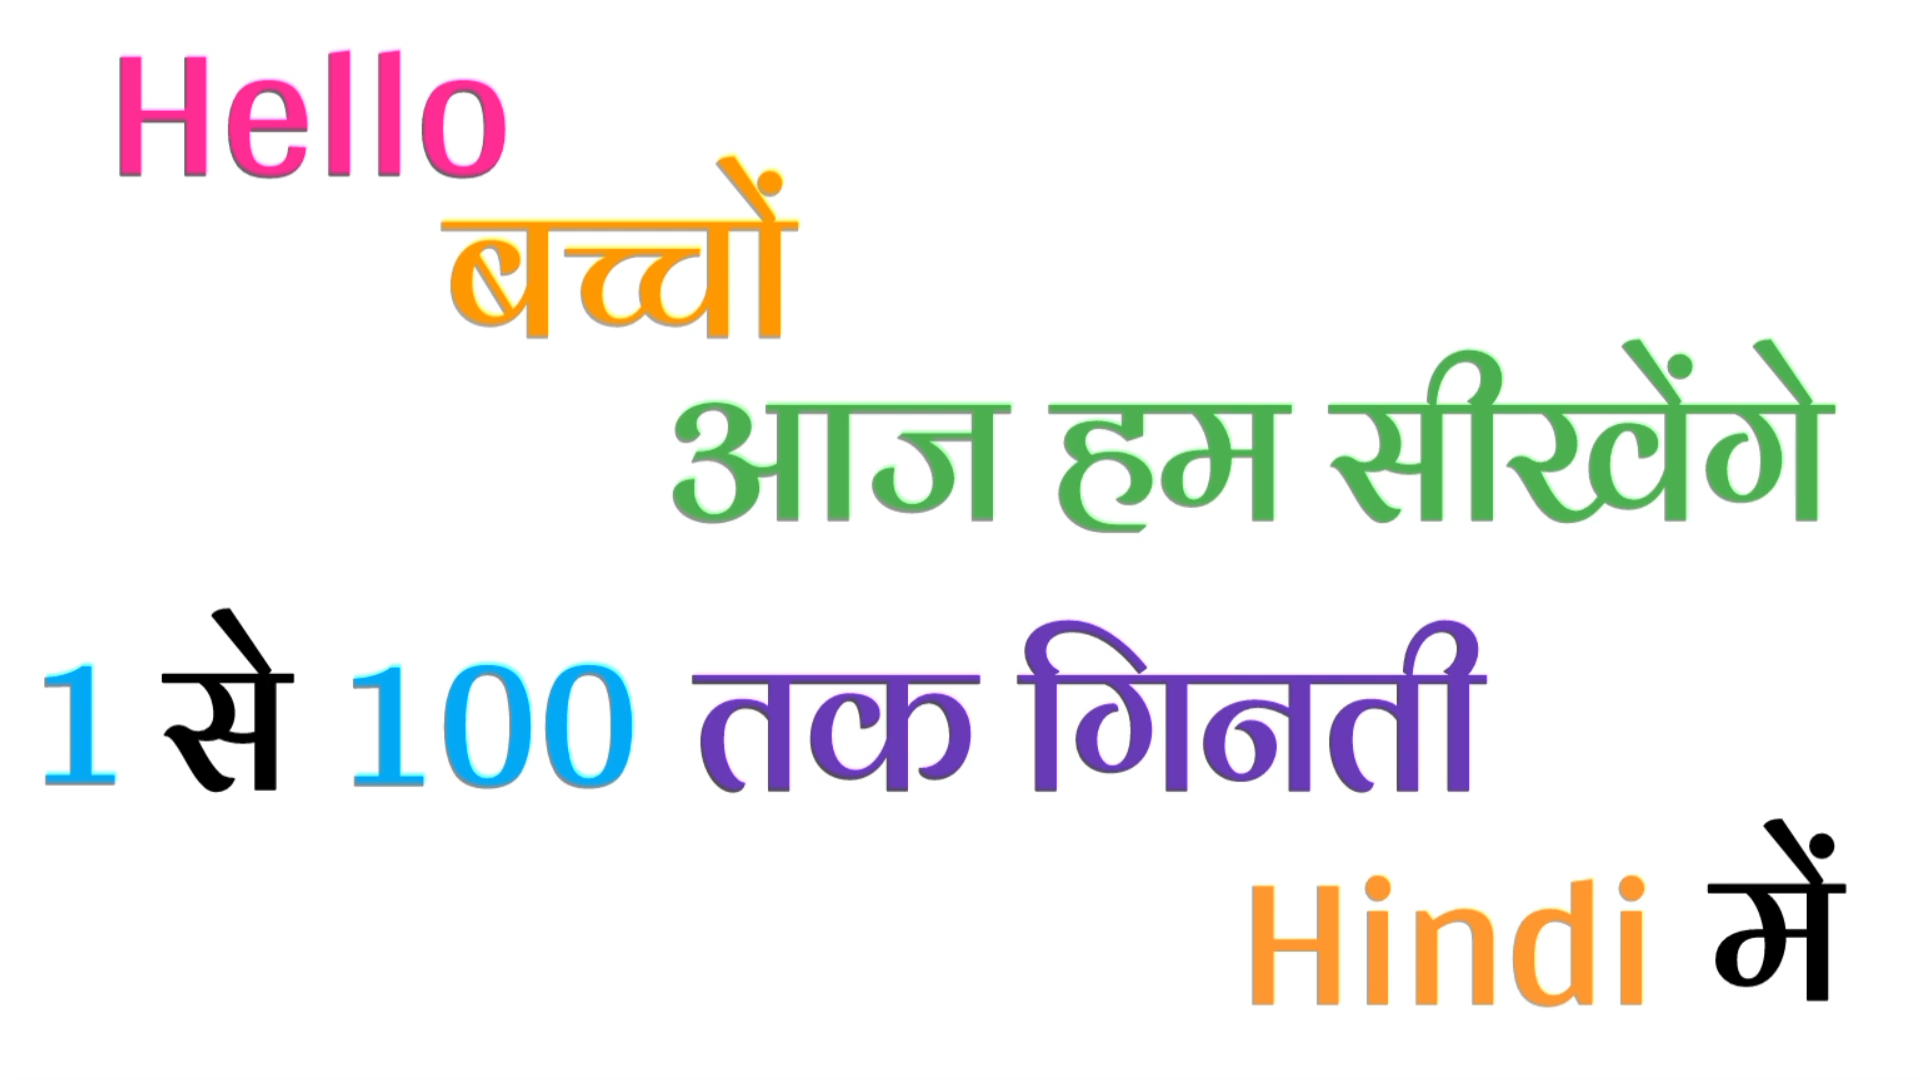 Hello
बच्चों
आज हम सीखेंगे
1 से 100 तक गिनती
Hindi में